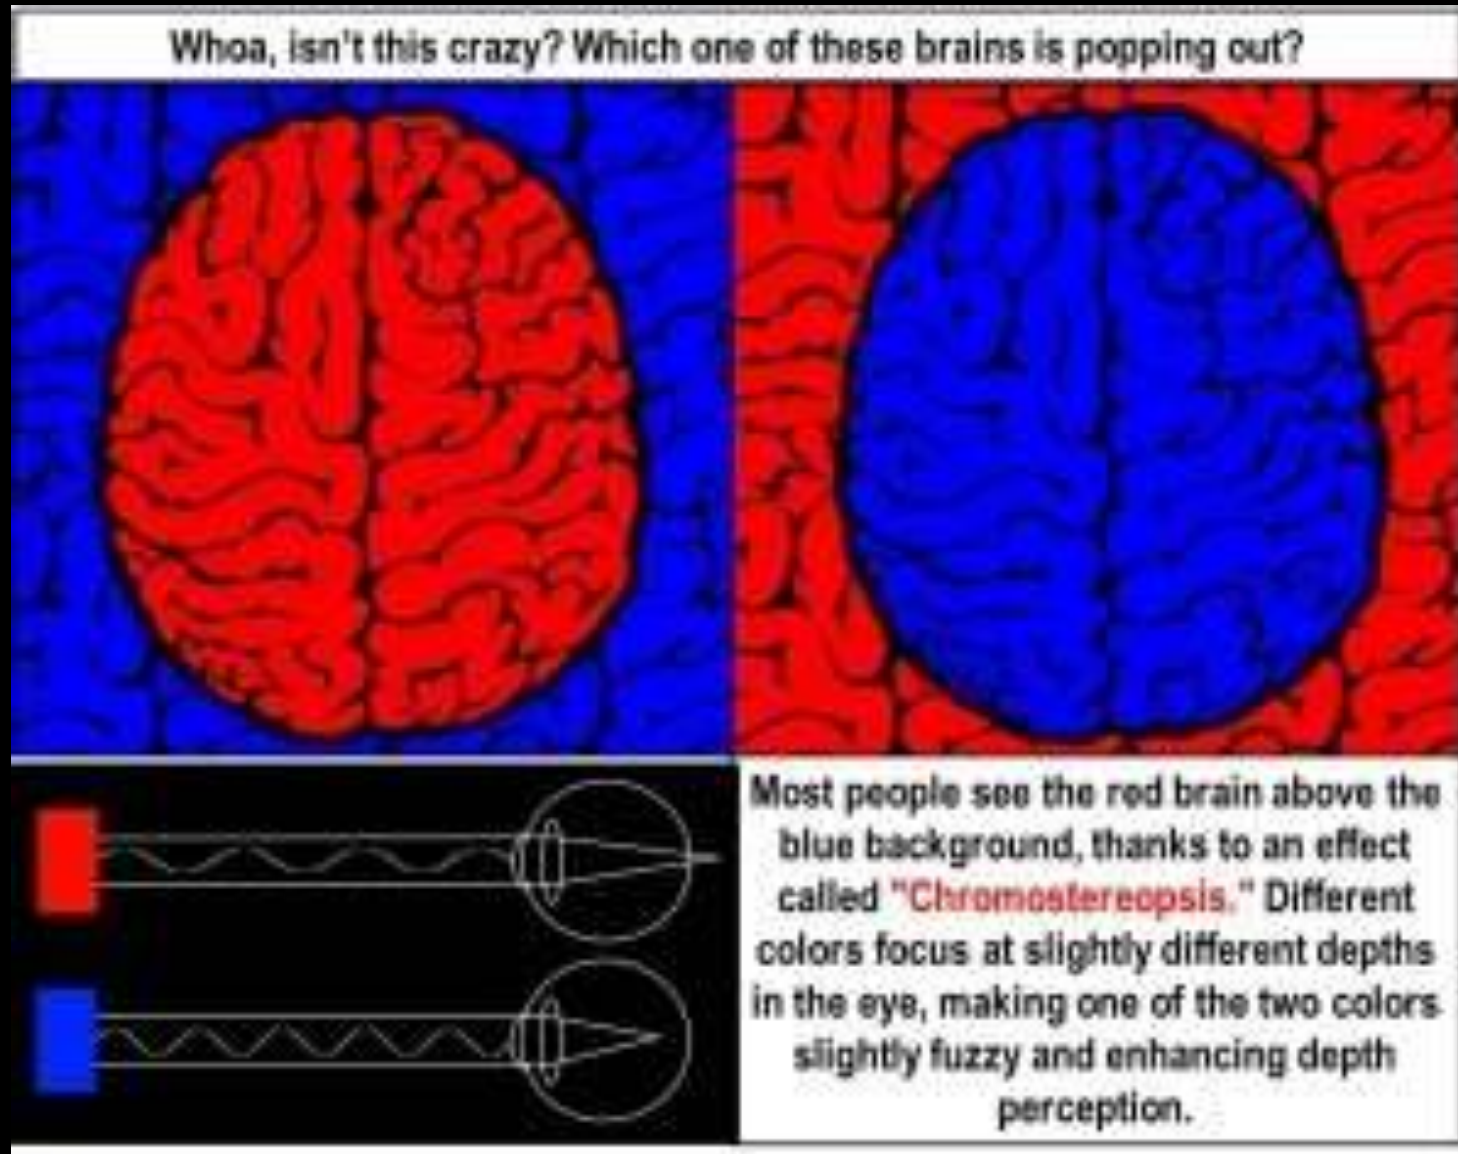 Whoa, isn't this crazy? Which one of these brains is popping out?
Most people see the red brain above the
blue background, thanks to an effect
called "Chromostereopsis." Different
colors focus at slightly different depths
in the eye, making one of the two colors
slightly fuzzy and enhancing depth
perception.